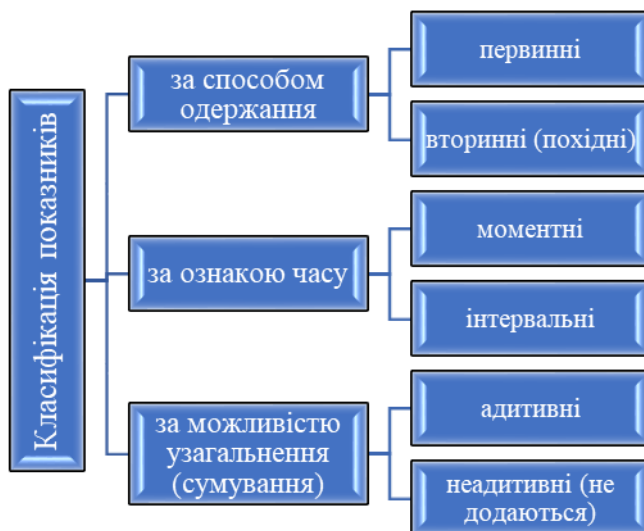 Класифікація показників
за способом
одержання
первинні
вторинні (похідні)
за ознакою часу
моментні
інтервальні
за можливістю
узагальнення
(сумування)
адитивні
неадитивні (не
додаються)